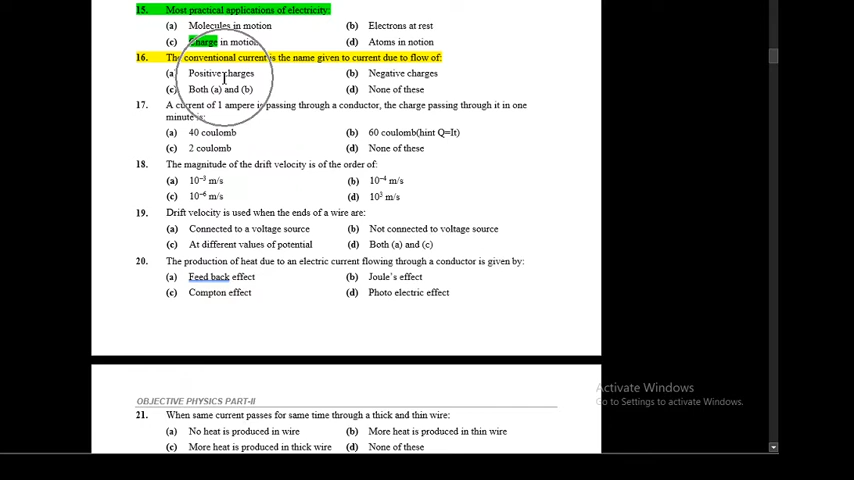 15. Most practical applications of electricity:
(a) Molecules in motion (b) Electrons at rest
(c) Charge in motion (d) Atoms in notion
16. The conventional current is the name given to current due to flow of:
(a) Positive charges (b) Negative charges
(c) Both (a) and (b) (d) None of these
17. A current of 1 ampere is passing through a conductor, the charge passing through it in one
minute is:
(a) 40 coulomb (b) 60 coulomb(hint Q=It)
(c) 2 coulomb (d) None of these
18. The magnitude of the drift velocity is of the order of:
(a) 10⁻³ m/s (b) 10⁻⁴ m/s
(c) 10⁻⁶ m/s (d) 10³ m/s
19. Drift velocity is used when the ends of a wire are:
(a) Connected to a voltage source (b) Not connected to voltage source
(c) At different values of potential (d) Both (a) and (c)
20. The production of heat due to an electric current flowing through a conductor is given by:
(a) Feed back effect (b) Joule's effect
(c) Compton effect (d) Photo electric effect
Activate Windows
Go to Settings to activate Windows.
OBJECTIVE PHYSICS PART-II
21. When same current passes for same time through a thick and thin wire:
(a) No heat is produced in wire (b) More heat is produced in thin wire
(c) More heat is produced in thick wire (d) None of these